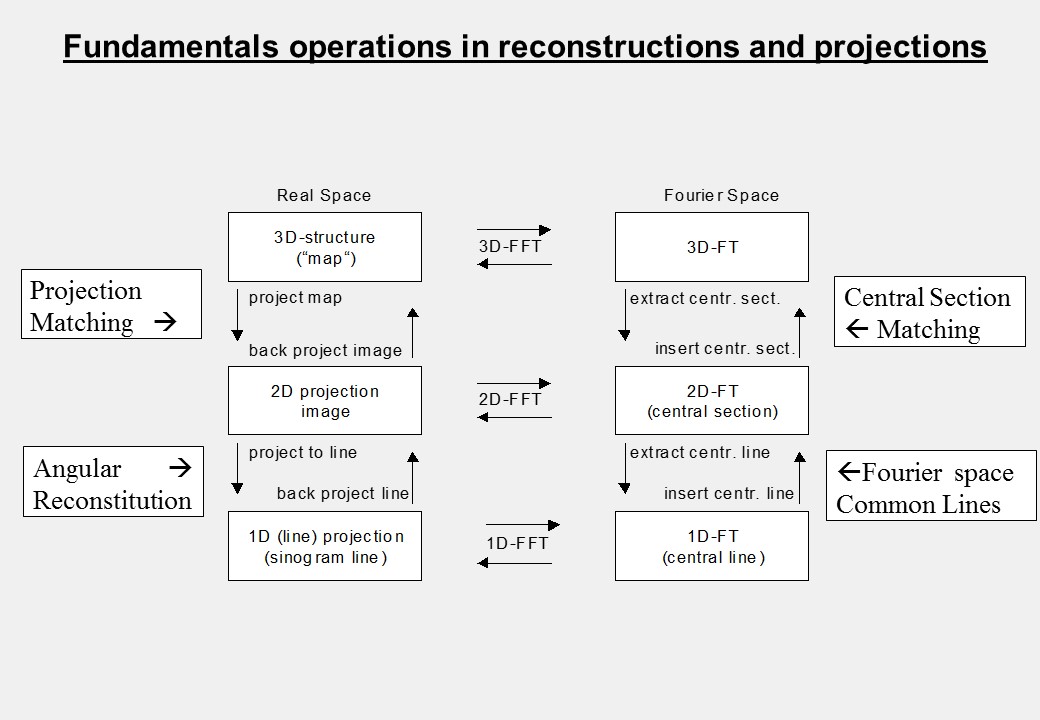 Fundamentals operations in reconstructions and projections
Real Space
Fourier Space
3D-structure
(“map“)
3D-FFT
3D-FT
Projection
Matching →
project map
back project image
extract centr. sect.
insert centr. sect.
Central Section
← Matching
2D projection
image
2D-FFT
2D-FT
(central section)
Angular →
Reconstitution
project to line
back project line
extract centr. line
insert centr. line
←Fourier space
Common Lines
1D (line) projection
(sinogram line)
1D-FFT
1D-FT
(central line)